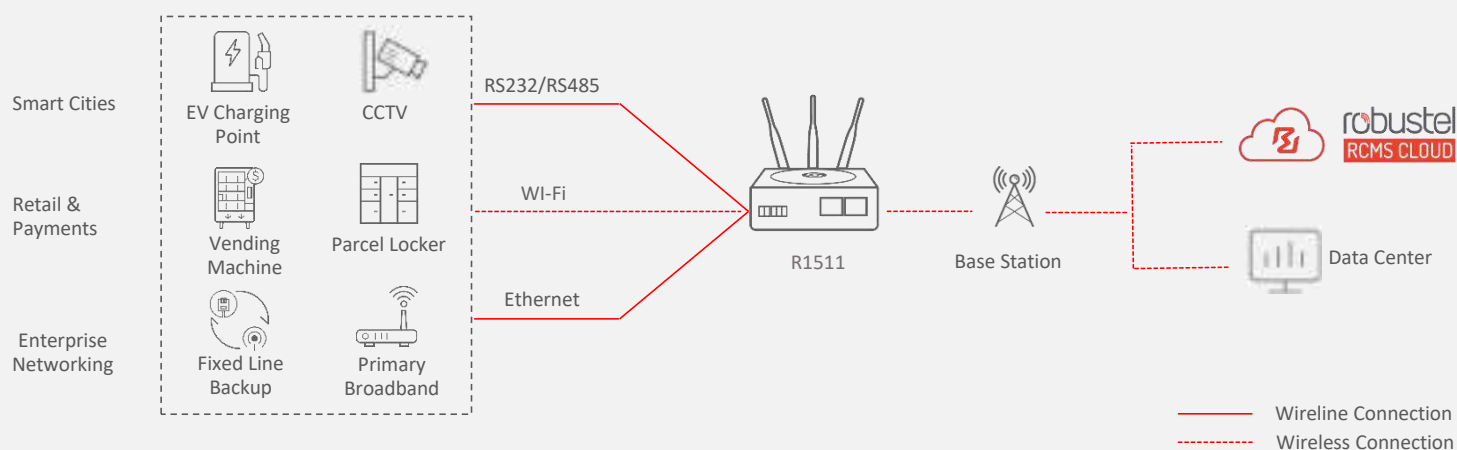 Smart Cities
EV Charging
Point
CCTV
Retail &
Payments
Vending
Machine
Parcel Locker
Enterprise
Networking
Fixed Line
Backup
Primary
Broadband
RS232/RS485
WI-Fi
Ethernet
R1511
Base Station
robustel
RCMS CLOUD
Data Center
Wireline Connection
Wireless Connection